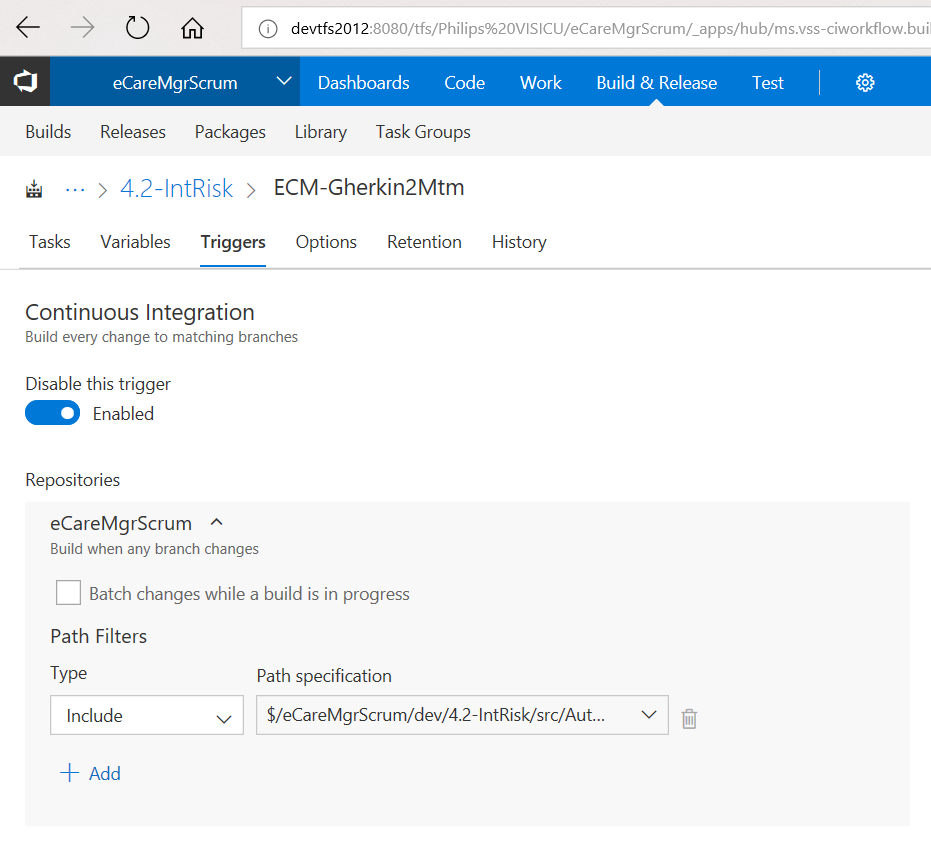 devtfs2012:8080/tfs/Philips%20VISICU/eCareMgrScrum/_apps/hub/ms.vss-ciworkflow.buil
eCareMgrScrum Dashboards Code Work Build & Release Test
Builds Releases Packages Library Task Groups
... > 4.2-IntRisk > ECM-Gherkin2Mtm
Tasks Variables Triggers Options Retention History
Continuous Integration
Build every change to matching branches
Disable this trigger
Enabled
Repositories
eCareMgrScrum
Build when any branch changes
Batch changes while a build is in progress
Path Filters
Type Path specification
Include $/eCareMgrScrum/dev/4.2-IntRisk/src/Aut...
+ Add